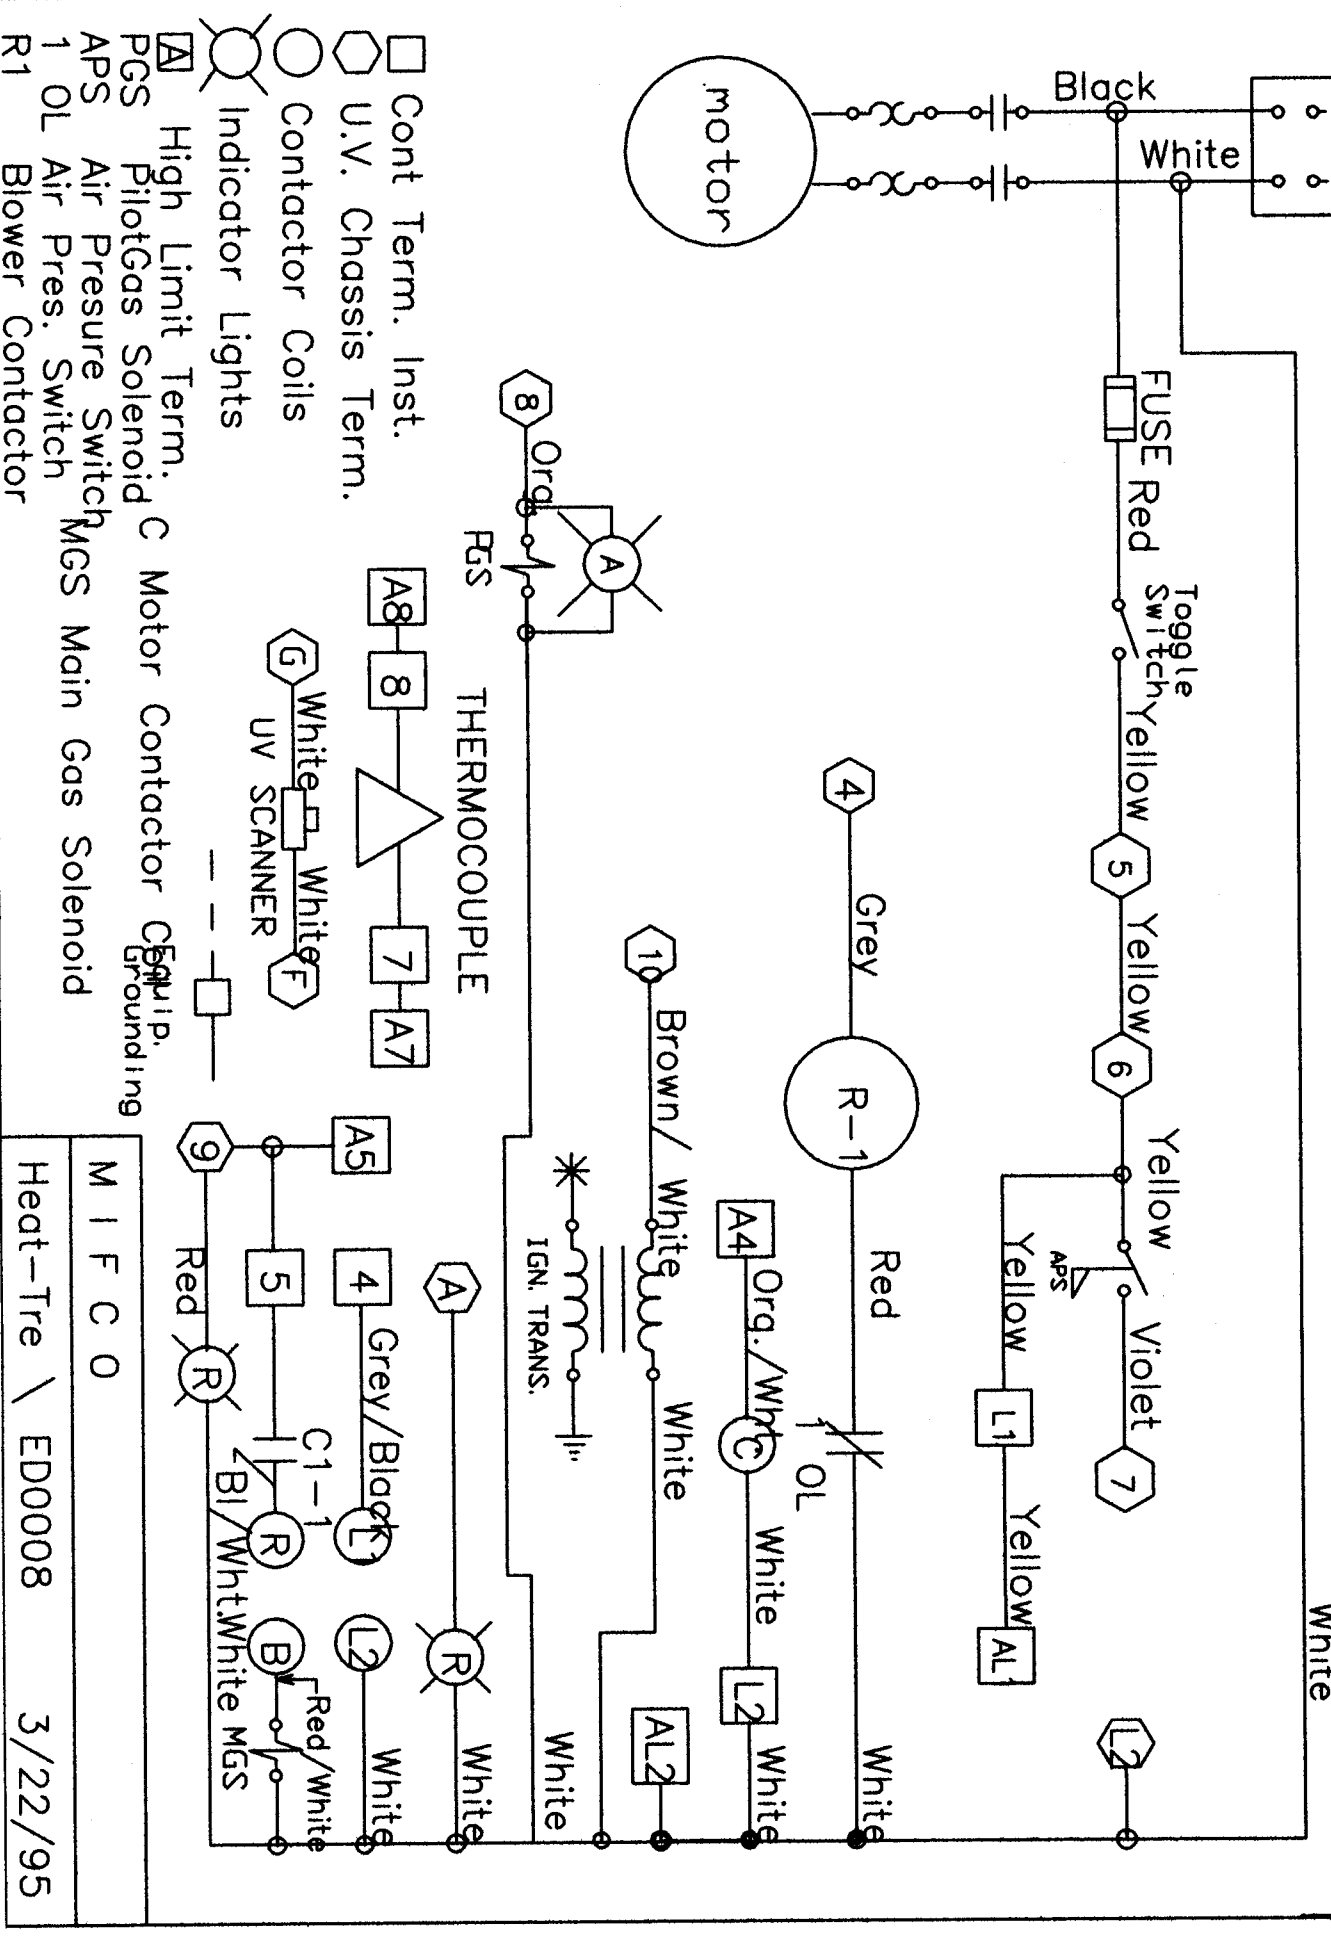 Black
White
motor
FUSE
Red
Toggle
Switch
Yellow
5
Yellow
6
Yellow
APS
Violet
7
Yellow
L1
Yellow
White
L2
4
Grey
R-1
Red
1 OL
White
A4
Org./Wht
C
White
L2
White
10
Brown/White
White
AL2
IGN. TRANS.
8
Org
A
PGS
White
THERMOCOUPLE
A8
8
7
A7
G
White
White
F
UV SCANNER
Equip.
Grounding
A
R
White
4
Grey/Black
L1
L2
White
A5
5
C1-1
R
Bl/Wht.
B
Red/White
White MGS
9
Red
R
Cont Term. Inst.
U.V. Chassis Term.
Contactor Coils
Indicator Lights
A High Limit Term.
C Motor Contactor Coil
PGS PilotGas Solenoid
APS Air Pressure Switch
MGS Main Gas Solenoid
1 OL Air Pres. Switch
R1 Blower Contactor
M I F C O
Heat-Tre \ ED0008 3/22/95